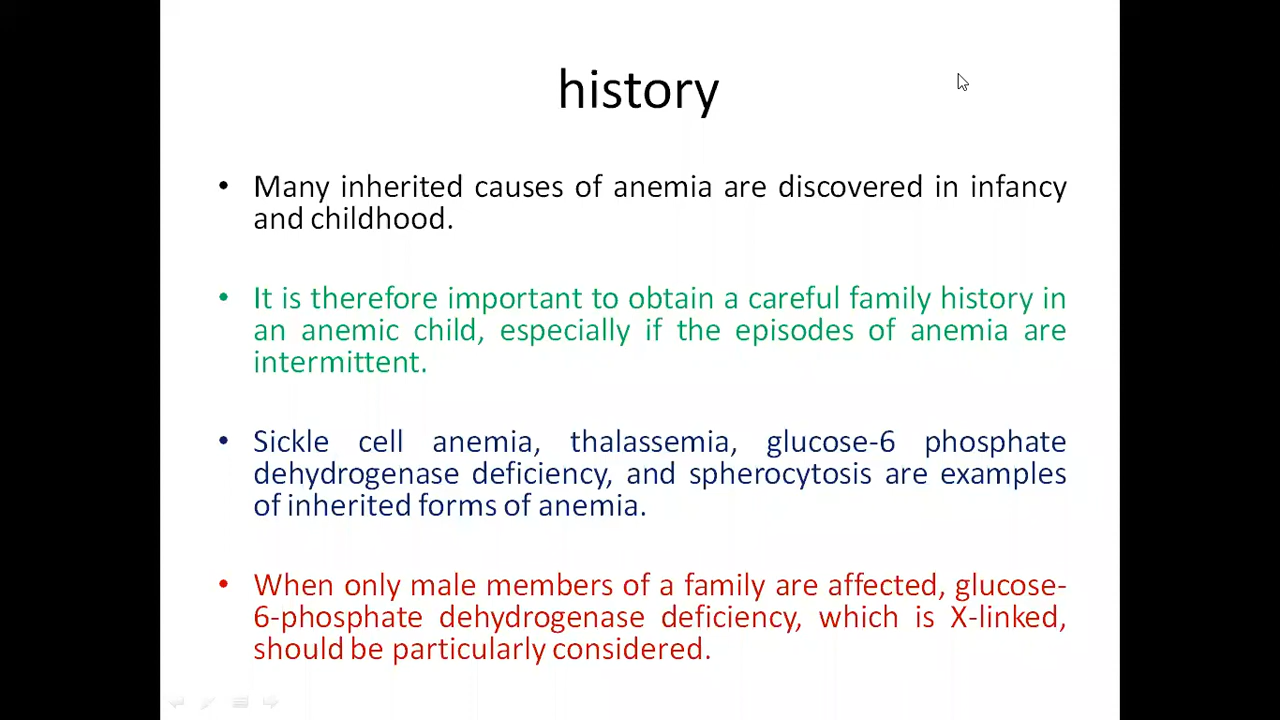 history
• Many inherited causes of anemia are discovered in infancy
and childhood.
• It is therefore important to obtain a careful family history in
an anemic child, especially if the episodes of anemia are
intermittent.
• Sickle cell anemia, thalassemia, glucose-6 phosphate
dehydrogenase deficiency, and spherocytosis are examples
of inherited forms of anemia.
• When only male members of a family are affected, glucose-
6-phosphate dehydrogenase deficiency, which is X-linked,
should be particularly considered.